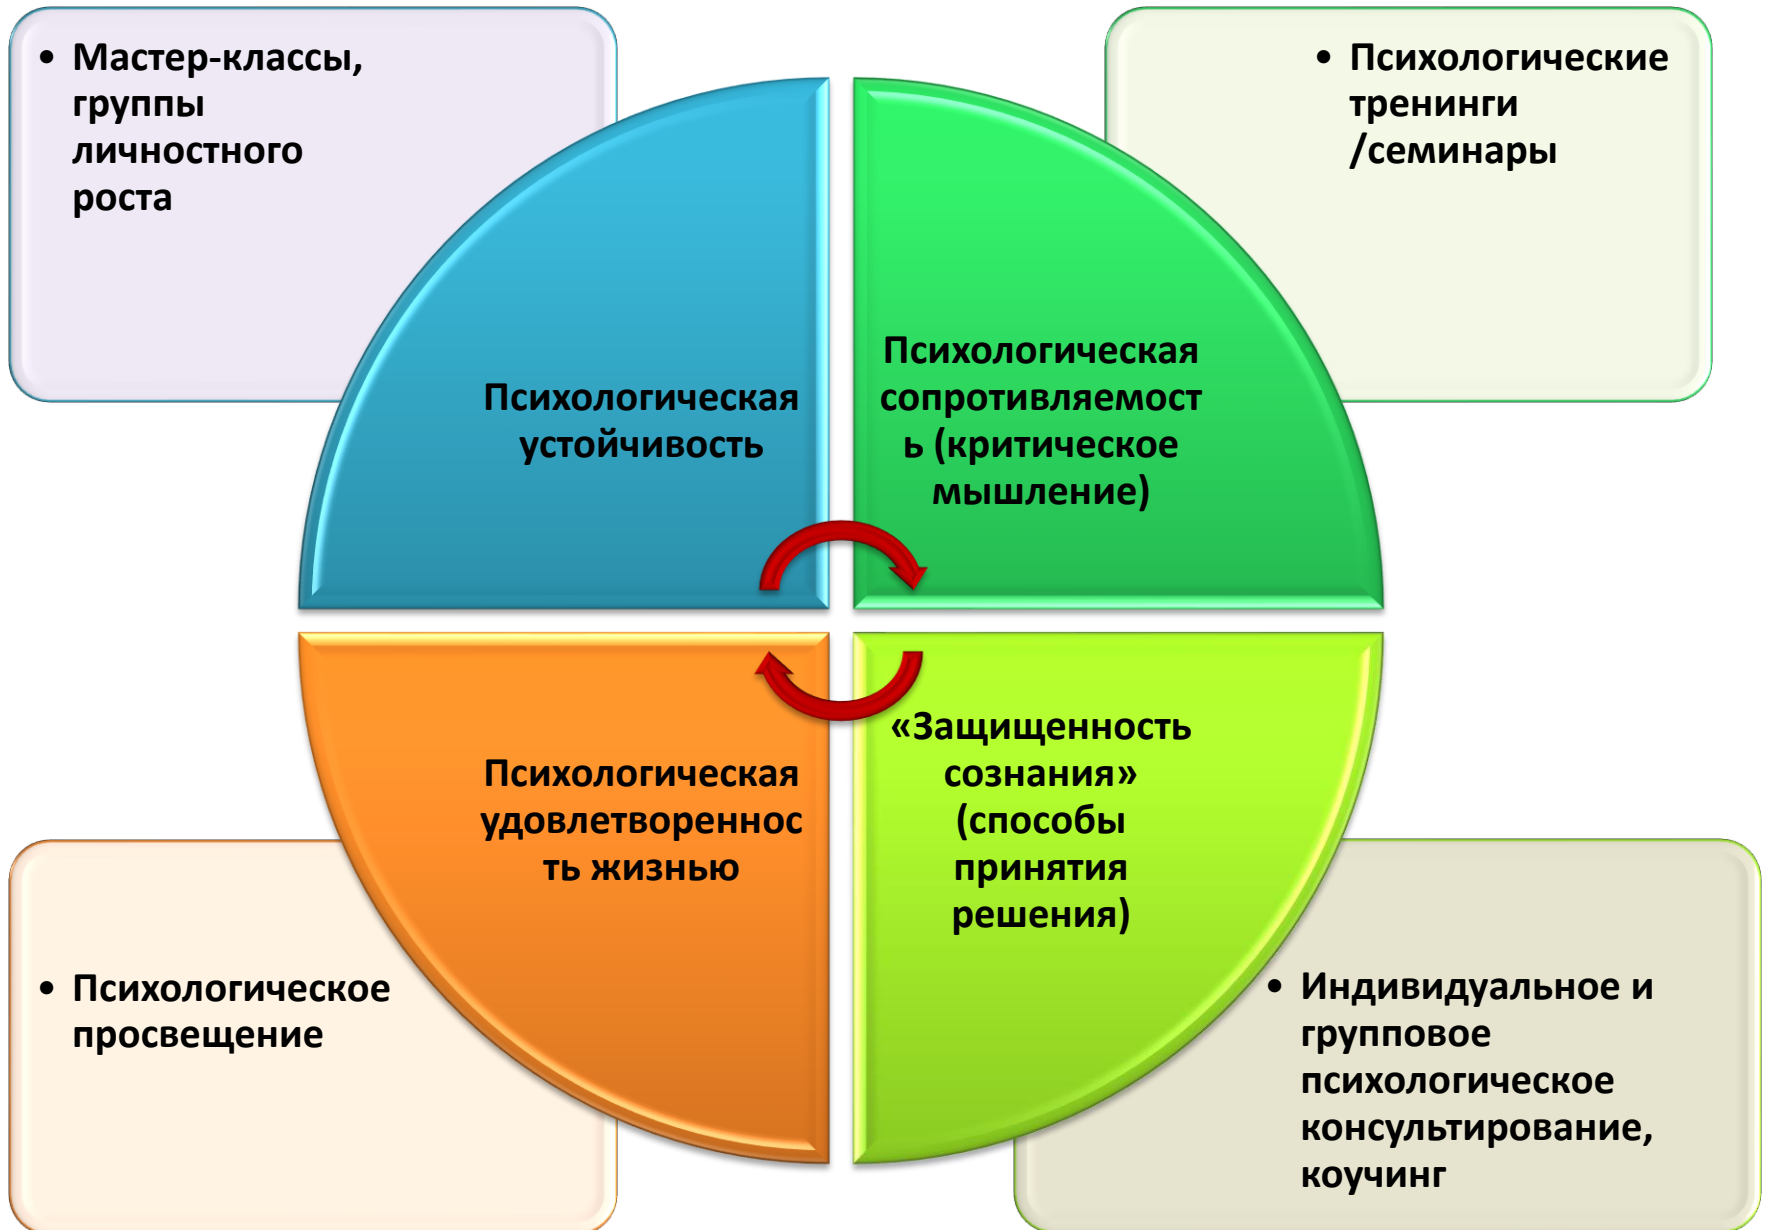 • Мастер-классы,
группы
личностного
роста
• Психологические
тренинги
/семинары
Психологическая
устойчивость
Психологическая
сопротивляемост
ь (критическое
мышление)
Психологическая
удовлетвореннос
ть жизнью
«Защищенность
сознания»
(способы
принятия
решения)
• Психологическое
просвещение
• Индивидуальное и
групповое
психологическое
консультирование,
коучинг